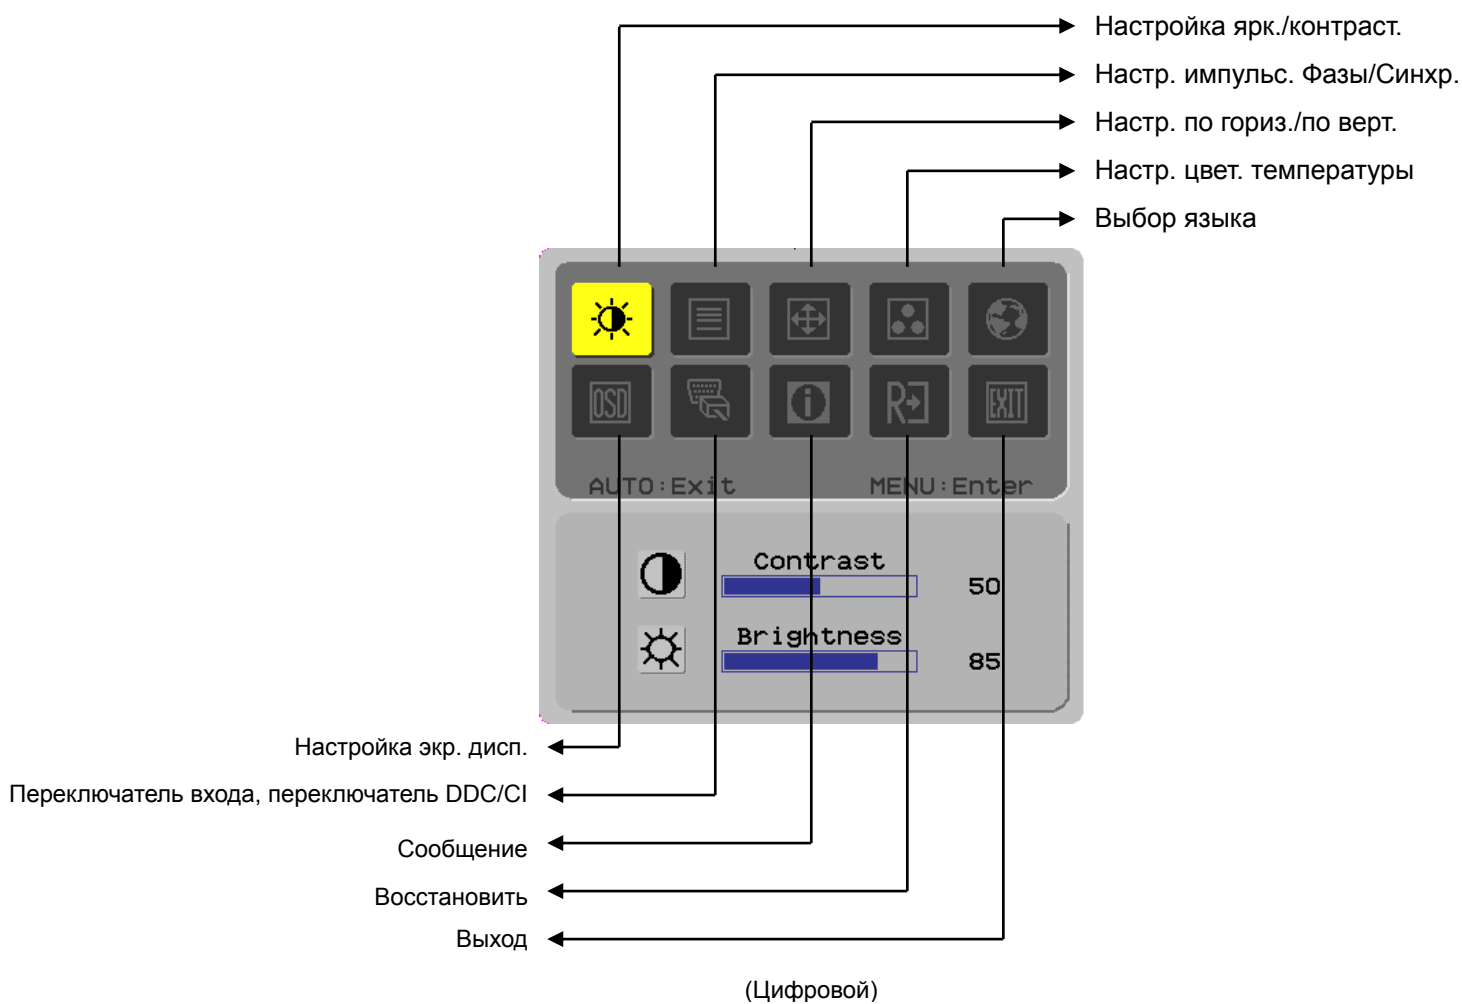 Настройка ярк./контраст.
Настр. импульс. Фазы/Синхр.
Настр. по гориз./по верт.
Настр. цвет. температуры
Выбор языка
OSD
i
R
EXIT
AUTO:Exit MENU:Enter
Contrast
50
Brightness
85
Настройка экр. дисп.
Переключатель входа, переключатель DDC/CI
Сообщение
Восстановить
Выход
(Цифровой)